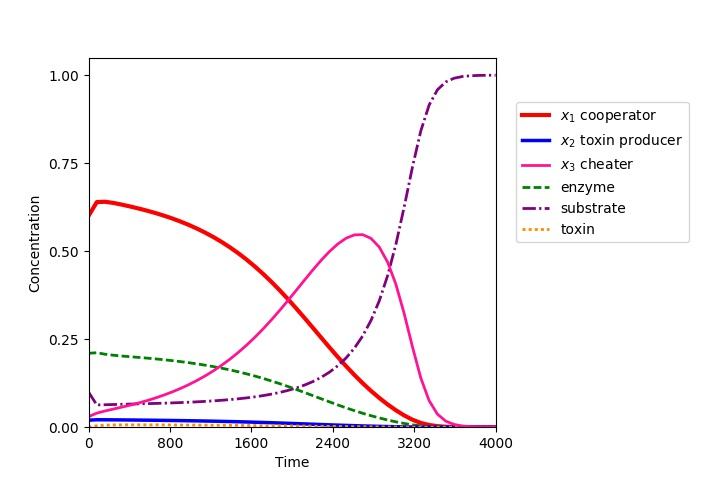 1.00
0.75
0.50
0.25
0.00
0 800 1600 2400 3200 4000
Concentration
Time
x₁ cooperator
x₂ toxin producer
x₃ cheater
enzyme
substrate
toxin